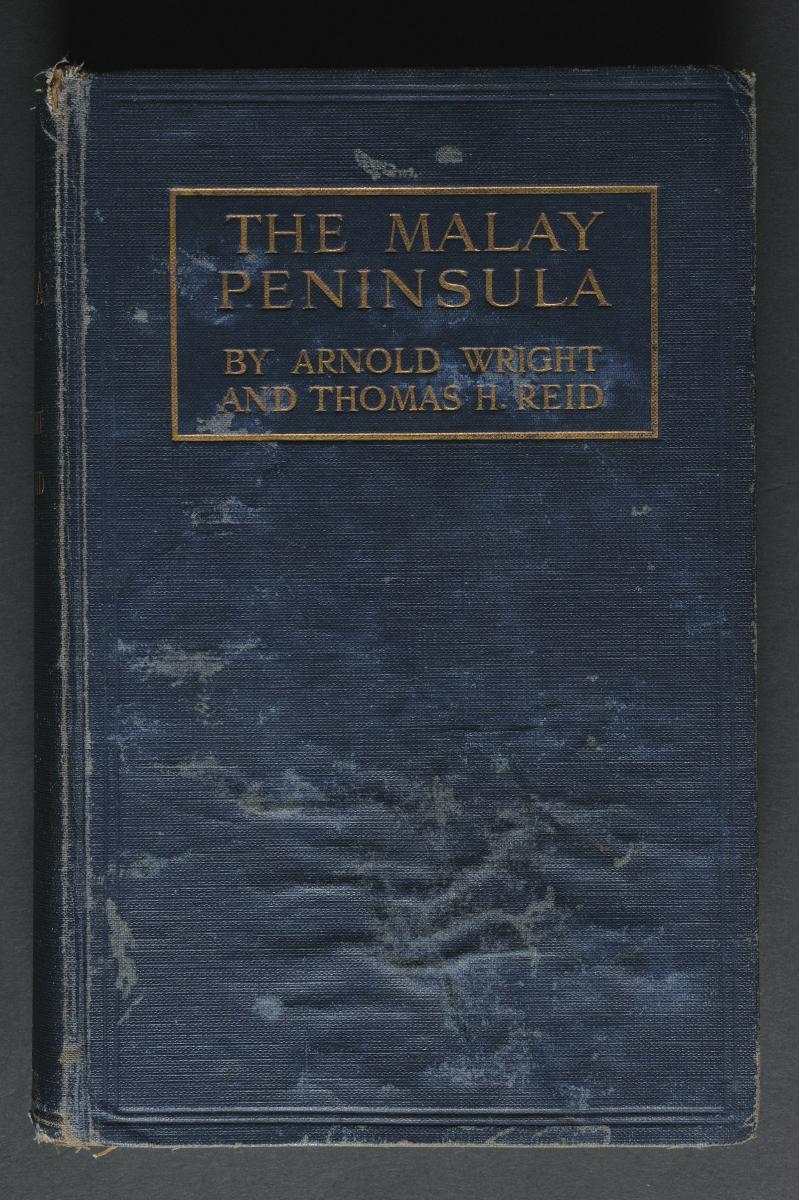 THE MALAY
PENINSULA
BY ARNOLD WRIGHT
AND THOMAS H. REID